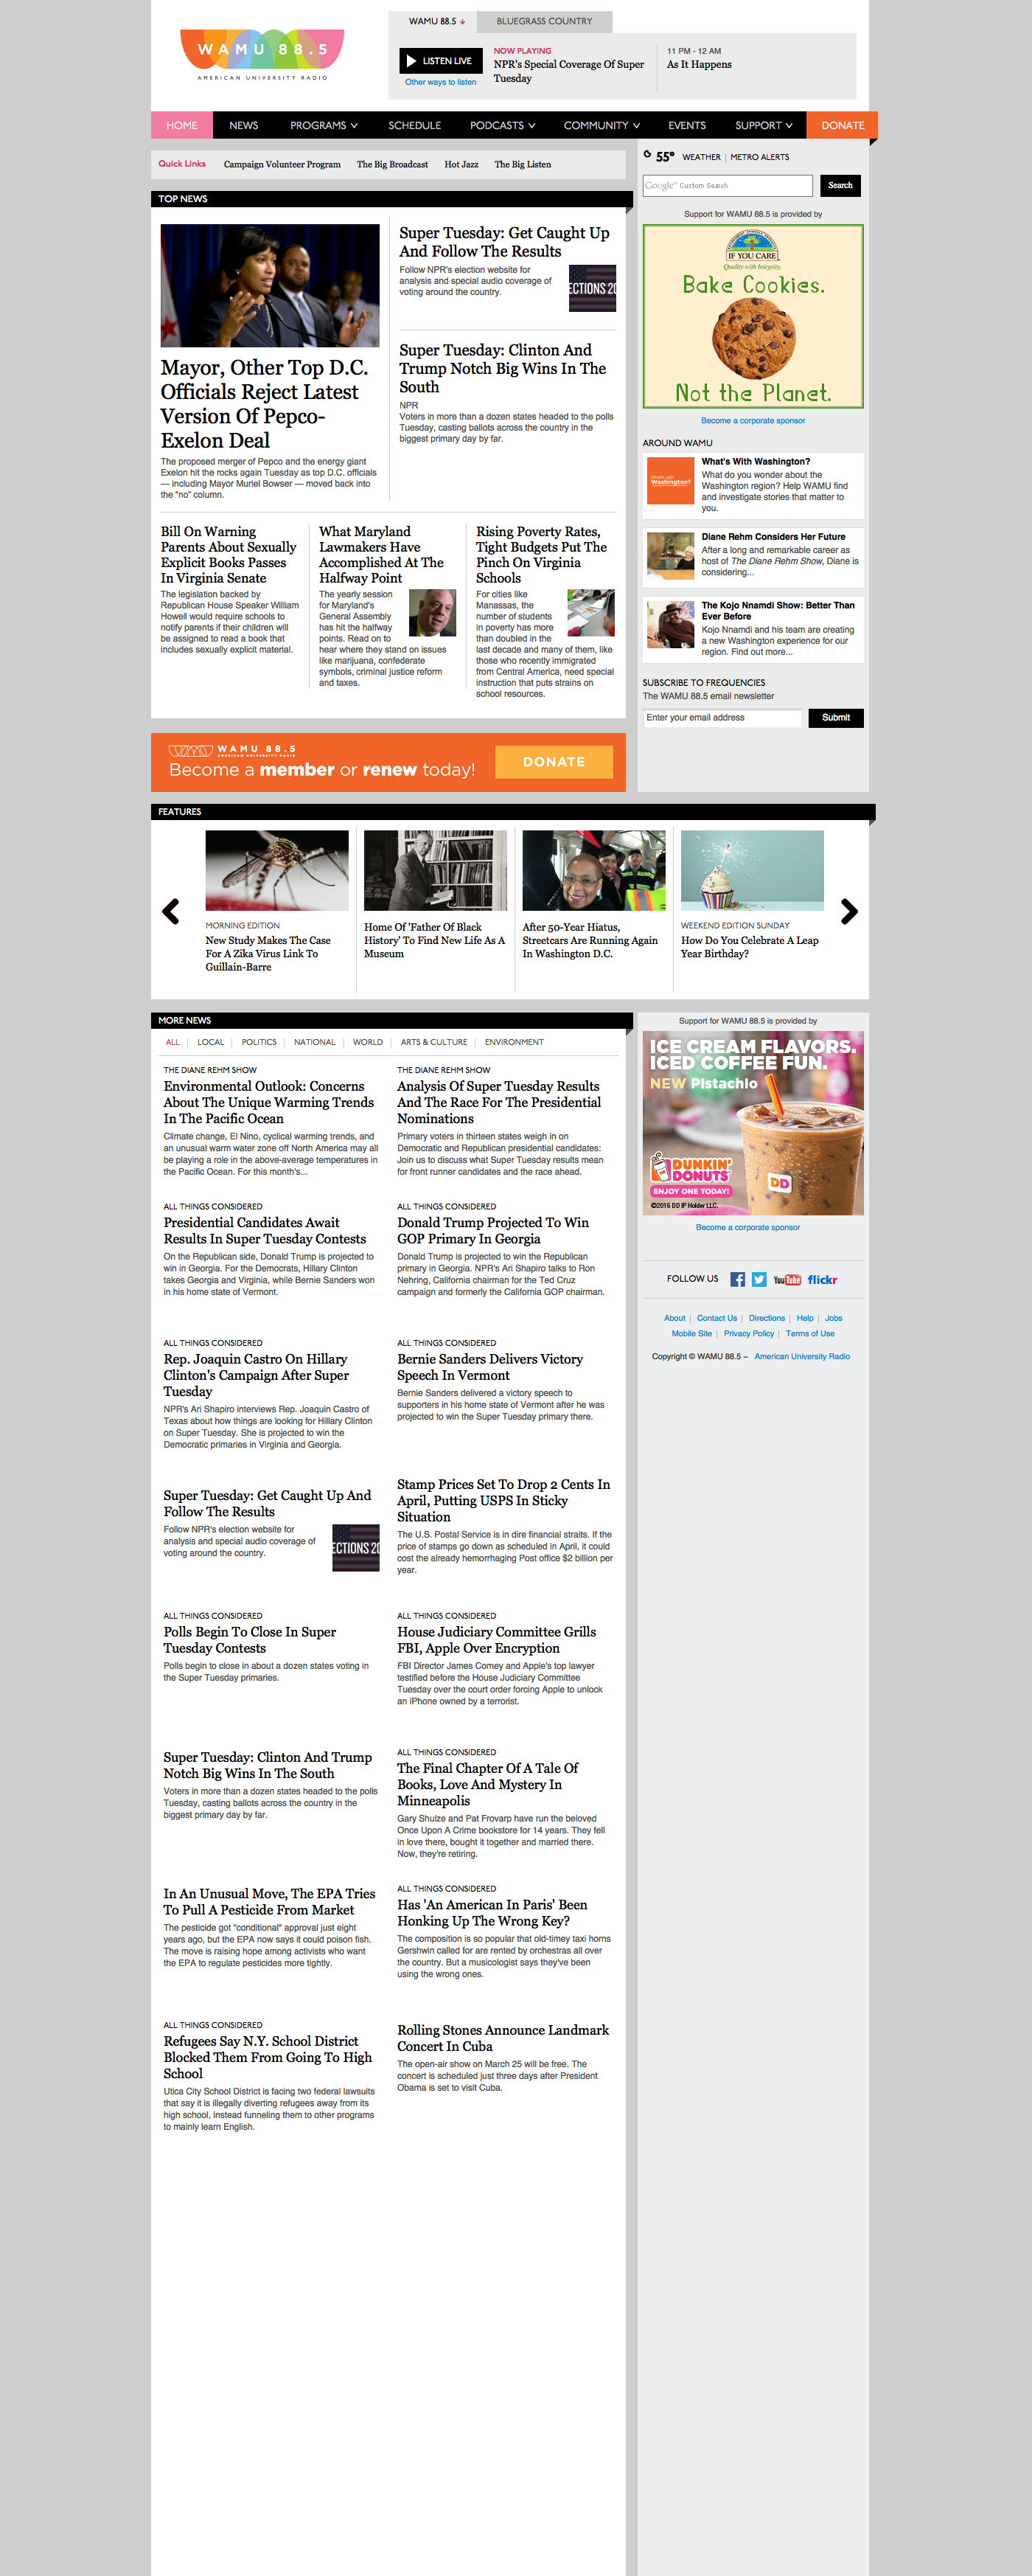 WAMU 88.5
AMERICAN UNIVERSITY RADIO
WAMU 88.5
BLUEGRASS COUNTRY
LISTEN LIVE
Other ways to listen
NOW PLAYING
NPR's Special Coverage Of Super
Tuesday
11 PM - 12 AM
As It Happens
HOME
NEWS
PROGRAMS
SCHEDULE
PODCASTS
COMMUNITY
EVENTS
SUPPORT
DONATE
Quick Links
Campaign Volunteer Program
The Big Broadcast
Hot Jazz
The Big Listen
55° WEATHER | METRO ALERTS
Google™ Custom Search
Search
TOP NEWS
Mayor, Other Top D.C.
Officials Reject Latest
Version Of Pepco-
Exelon Deal
The proposed merger of Pepco and the energy giant
Exelon hit the rocks again Tuesday as top D.C. officials
— including Mayor Muriel Bowser — moved back into
the "no" column.
Super Tuesday: Get Caught Up
And Follow The Results
Follow NPR's election website for
analysis and special audio coverage of
voting around the country.
ECTIONS 20
Super Tuesday: Clinton And
Trump Notch Big Wins In The
South
NPR
Voters in more than a dozen states headed to the polls
Tuesday, casting ballots across the country in the
biggest primary day by far.
Bill On Warning
Parents About Sexually
Explicit Books Passes
In Virginia Senate
The legislation backed by
Republican House Speaker William
Howell would require schools to
notify parents if their children will
be assigned to read a book that
includes sexually explicit material.
What Maryland
Lawmakers Have
Accomplished At The
Halfway Point
The yearly session
for Maryland's
General Assembly
has hit the halfway
points. Read on to
hear where they stand on issues
like marijuana, confederate
symbols, criminal justice reform
and taxes.
Rising Poverty Rates,
Tight Budgets Put The
Pinch On Virginia
Schools
For cities like
Manassas, the
number of students
in poverty has more
than doubled in the
last decade and many of them, like
those who recently immigrated
from Central America, need special
instruction that puts strains on
school resources.
Support for WAMU 88.5 is provided by
IF YOU CARE
Quality with Integrity.
Bake Cookies.
Not the Planet.
Become a corporate sponsor
AROUND WAMU
What's with
Washington?
What's With Washington?
What do you wonder about the
Washington region? Help WAMU find
and investigate stories that matter to
you.
Diane Rehm Considers Her Future
After a long and remarkable career as
host of The Diane Rehm Show, Diane is
considering...
The Kojo Nnamdi Show: Better Than
Ever Before
Kojo Nnamdi and his team are creating
a new Washington experience for our
region. Find out more...
SUBSCRIBE TO FREQUENCIES
The WAMU 88.5 email newsletter
Enter your email address
Submit
WAMU 88.5
AMERICAN UNIVERSITY RADIO
Become a member or renew today!
DONATE
FEATURES
MORNING EDITION
New Study Makes The Case
For A Zika Virus Link To
Guillain-Barre
Home Of 'Father Of Black
History' To Find New Life As A
Museum
After 50-Year Hiatus,
Streetcars Are Running Again
In Washington D.C.
WEEKEND EDITION SUNDAY
How Do You Celebrate A Leap
Year Birthday?
MORE NEWS
ALL | LOCAL | POLITICS | NATIONAL | WORLD | ARTS & CULTURE | ENVIRONMENT
THE DIANE REHM SHOW
Environmental Outlook: Concerns
About The Unique Warming Trends
In The Pacific Ocean
Climate change, El Nino, cyclical warming trends, and
an unusual warm water zone off North America may all
be playing a role in the above-average temperatures in
the Pacific Ocean. For this month's...
THE DIANE REHM SHOW
Analysis Of Super Tuesday Results
And The Race For The Presidential
Nominations
Primary voters in thirteen states weigh in on
Democratic and Republican presidential candidates:
Join us to discuss what Super Tuesday results mean
for front runner candidates and the race ahead.
ALL THINGS CONSIDERED
Presidential Candidates Await
Results In Super Tuesday Contests
On the Republican side, Donald Trump is projected to
win in Georgia. For the Democrats, Hillary Clinton
takes Georgia and Virginia, while Bernie Sanders won
in his home state of Vermont.
ALL THINGS CONSIDERED
Donald Trump Projected To Win
GOP Primary In Georgia
Donald Trump is projected to win the Republican
primary in Georgia. NPR's Ari Shapiro talks to Ron
Nehring, California chairman for the Ted Cruz
campaign and formerly the California GOP chairman.
ALL THINGS CONSIDERED
Rep. Joaquin Castro On Hillary
Clinton's Campaign After Super
Tuesday
NPR's Ari Shapiro interviews Rep. Joaquin Castro of
Texas about how things are looking for Hillary Clinton
on Super Tuesday. She is projected to win the
Democratic primaries in Virginia and Georgia.
ALL THINGS CONSIDERED
Bernie Sanders Delivers Victory
Speech In Vermont
Bernie Sanders delivered a victory speech to
supporters in his home state of Vermont after he was
projected to win the Super Tuesday primary there.
Super Tuesday: Get Caught Up And
Follow The Results
Follow NPR's election website for
analysis and special audio coverage of
voting around the country.
ECTIONS 20
Stamp Prices Set To Drop 2 Cents In
April, Putting USPS In Sticky
Situation
The U.S. Postal Service is in dire financial straits. If the
price of stamps go down as scheduled in April, it could
cost the already hemorrhaging Post office $2 billion per
year.
ALL THINGS CONSIDERED
Polls Begin To Close In Super
Tuesday Contests
Polls begin to close in about a dozen states voting in
the Super Tuesday primaries.
ALL THINGS CONSIDERED
House Judiciary Committee Grills
FBI, Apple Over Encryption
FBI Director James Comey and Apple's top lawyer
testified before the House Judiciary Committee
Tuesday over the court order forcing Apple to unlock
an iPhone owned by a terrorist.
Super Tuesday: Clinton And Trump
Notch Big Wins In The South
Voters in more than a dozen states headed to the polls
Tuesday, casting ballots across the country in the
biggest primary day by far.
ALL THINGS CONSIDERED
The Final Chapter Of A Tale Of
Books, Love And Mystery In
Minneapolis
Gary Shulze and Pat Frovarp have run the beloved
Once Upon A Crime bookstore for 14 years. They fell
in love there, bought it together and married there.
Now, they're retiring.
In An Unusual Move, The EPA Tries
To Pull A Pesticide From Market
The pesticide got "conditional" approval just eight
years ago, but the EPA now says it could poison fish.
The move is raising hope among activists who want
the EPA to regulate pesticides more tightly.
ALL THINGS CONSIDERED
Has 'An American In Paris' Been
Honking Up The Wrong Key?
The composition is so popular that old-timey taxi horns
Gershwin called for are rented by orchestras all over
the country. But a musicologist says they've been
using the wrong ones.
ALL THINGS CONSIDERED
Refugees Say N.Y. School District
Blocked Them From Going To High
School
Utica City School District is facing two federal lawsuits
that say it is illegally diverting refugees away from its
high school, instead funneling them to other programs
to mainly learn English.
Rolling Stones Announce Landmark
Concert In Cuba
The open-air show on March 25 will be free. The
concert is scheduled just three days after President
Obama is set to visit Cuba.
Support for WAMU 88.5 is provided by
ICE CREAM FLAVORS.
ICED COFFEE FUN.
NEW Pistachio
DUNKIN'
DONUTS
DD
ENJOY ONE TODAY!
©2016 DD IP Holder LLC.
Become a corporate sponsor
FOLLOW US
YouTube
flickr
About | Contact Us | Directions | Help | Jobs
Mobile Site | Privacy Policy | Terms of Use
Copyright © WAMU 88.5 – American University Radio